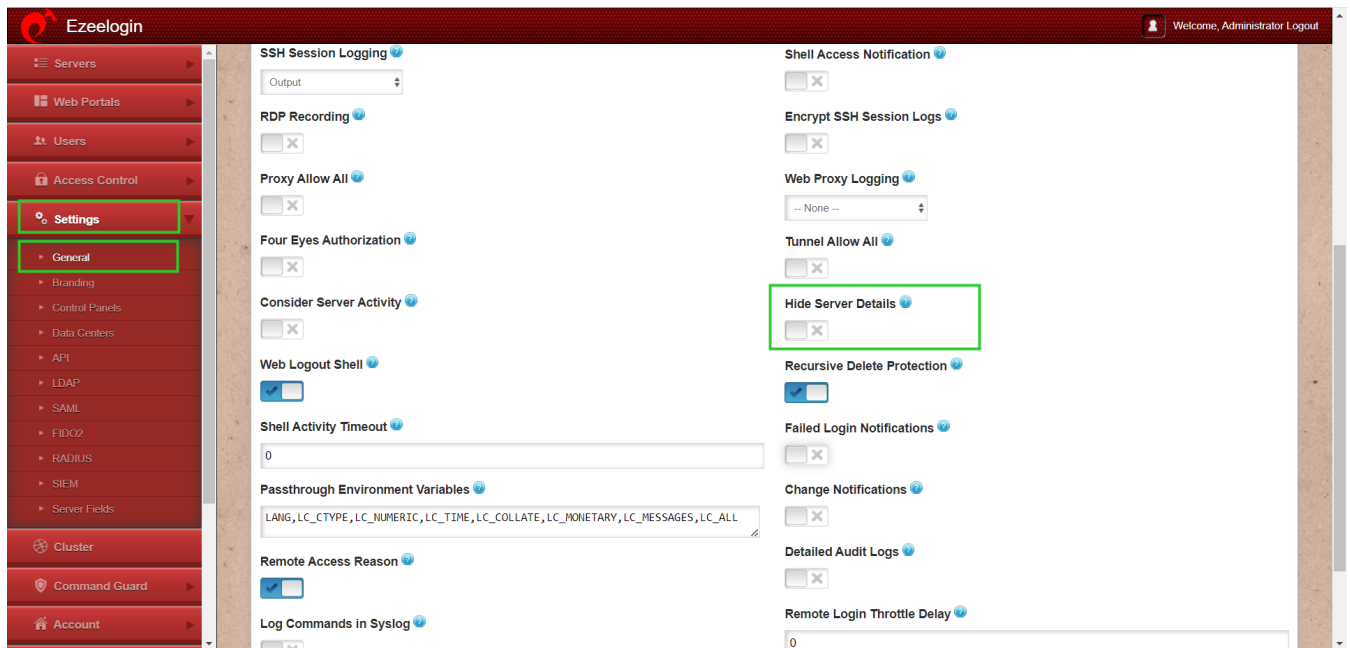 Ezeelogin
Welcome, Administrator Logout
Servers
Web Portals
Users
Access Control
Settings
General
Branding
Control Panels
Data Centers
API
LDAP
SAML
FIDO2
RADIUS
SIEM
Server Fields
Cluster
Command Guard
Account
SSH Session Logging
Output
RDP Recording
Proxy Allow All
Four Eyes Authorization
Consider Server Activity
Web Logout Shell
Shell Activity Timeout
0
Passthrough Environment Variables
LANG,LC_CTYPE,LC_NUMERIC,LC_TIME,LC_COLLATE,LC_MONETARY,LC_MESSAGES,LC_ALL
Remote Access Reason
Log Commands in Syslog
Shell Access Notification
Encrypt SSH Session Logs
Web Proxy Logging
-- None --
Tunnel Allow All
Hide Server Details
Recursive Delete Protection
Failed Login Notifications
Change Notifications
Detailed Audit Logs
Remote Login Throttle Delay
0